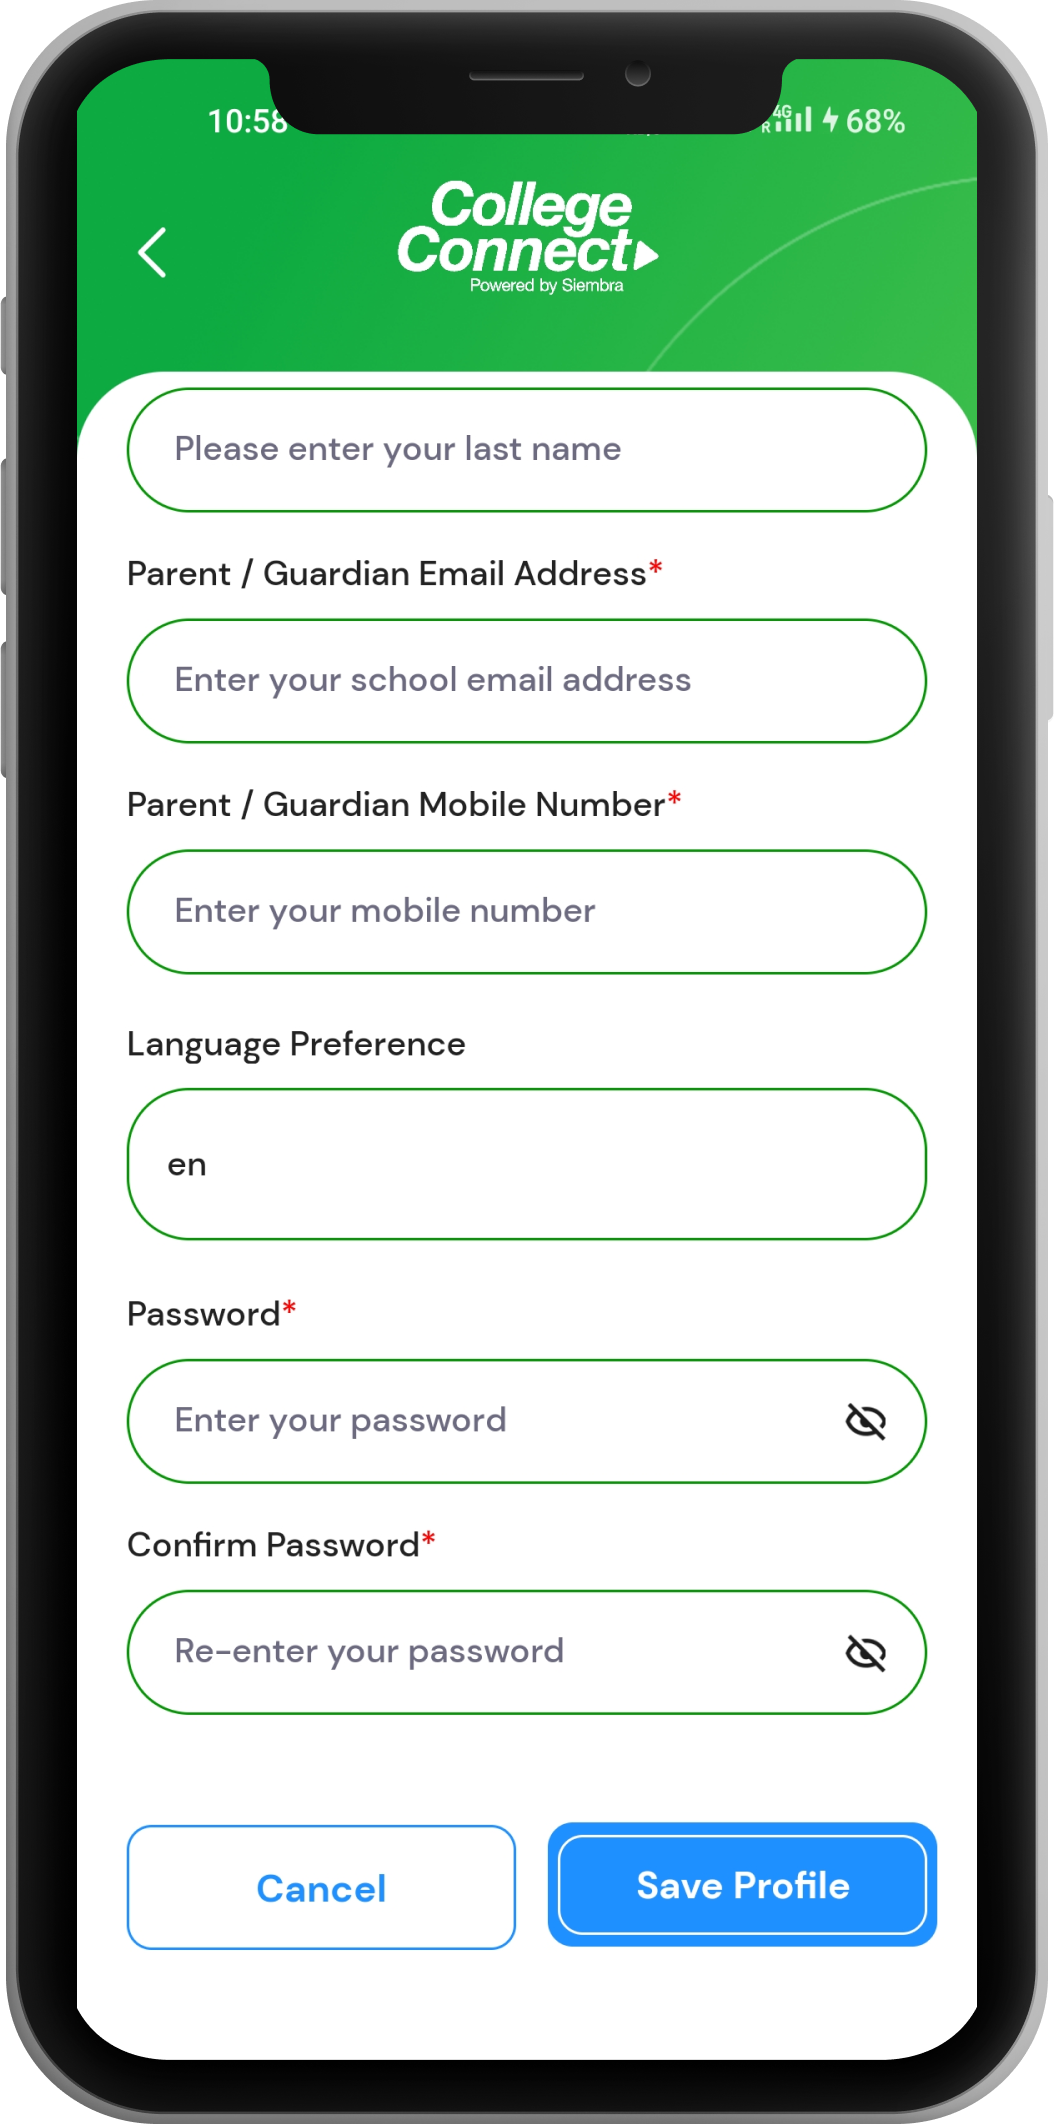 10:58
4G
R
68%
College
Connect
Powered by Siembra
Please enter your last name
Parent / Guardian Email Address*
Enter your school email address
Parent / Guardian Mobile Number*
Enter your mobile number
Language Preference
en
Password*
Enter your password
Confirm Password*
Re-enter your password
Cancel
Save Profile